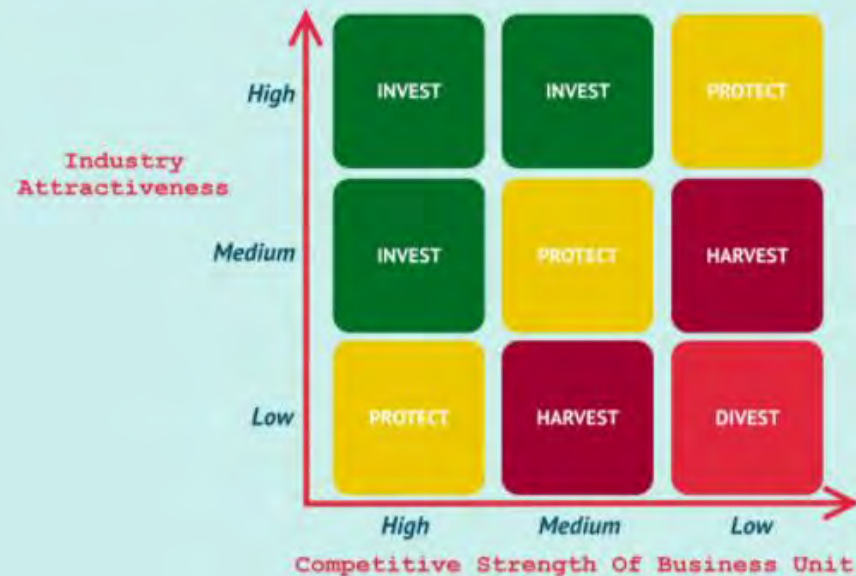 High
INVEST
INVEST
PROTECT
Industry
Attractiveness
Medium
INVEST
PROTECT
HARVEST
Low
PROTECT
HARVEST
DIVEST
High
Medium
Low
Competitive Strength Of Business Unit